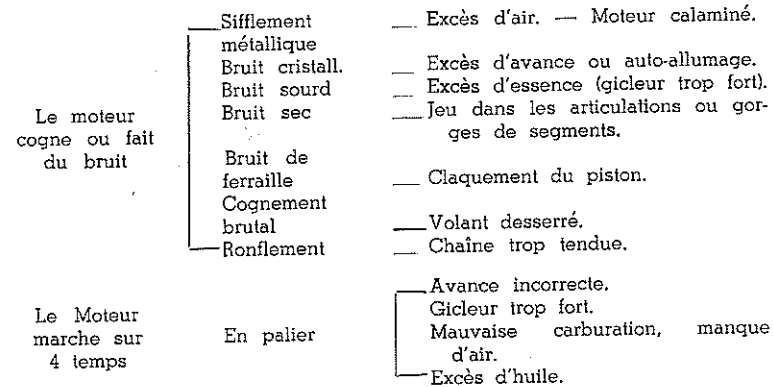 Sifflement métallique — Excès d'air. — Moteur calaminé.
Bruit cristall. — Excès d'avance ou auto-allumage.
Bruit sourd — Excès d'essence (gicleur trop fort).
Le moteur cogne ou fait du bruit
Bruit sec — Jeu dans les articulations ou gor-
ges de segments.
Bruit de ferraille — Claquement du piston.
Cognement brutal — Volant desserré.
Ronflement — Chaîne trop tendue.
Le Moteur marche sur 4 temps
En palier
Avance incorrecte.
Gicleur trop fort.
Mauvaise carburation, manque
d'air.
Excès d'huile.